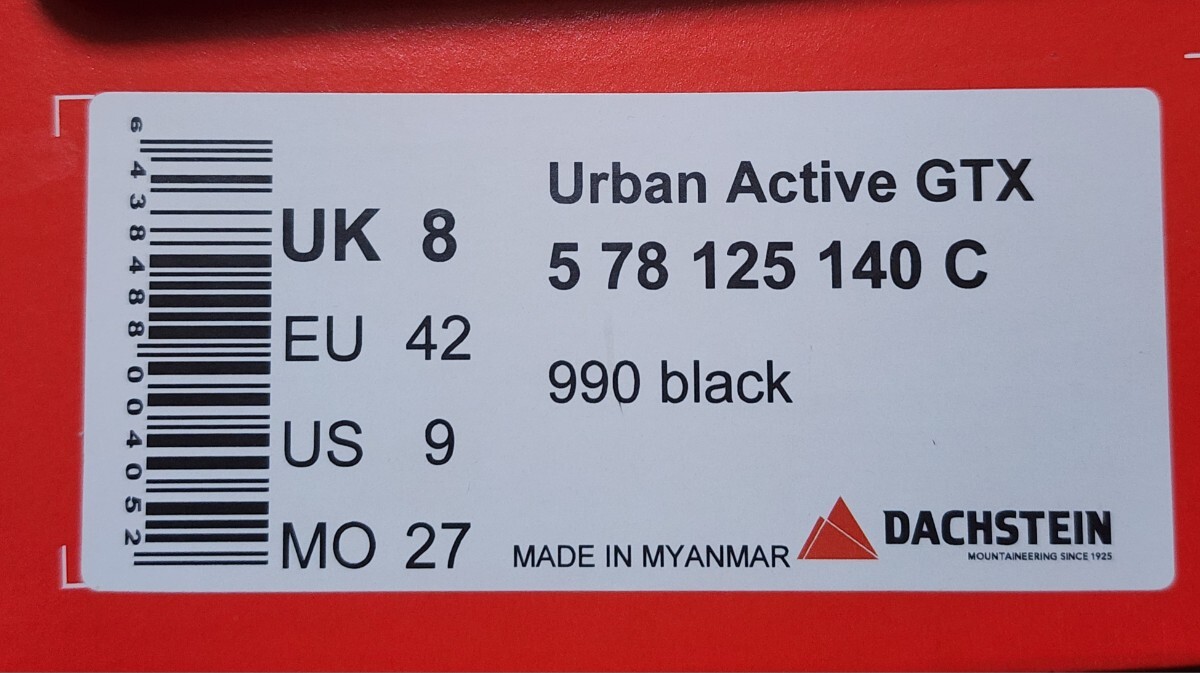 6438488004052
UK 8
EU 42
US 9
MO 27
Urban Active GTX
5 78 125 140 C
990 black
MADE IN MYANMAR
DACHSTEIN
MOUNTAINEERING SINCE 1925